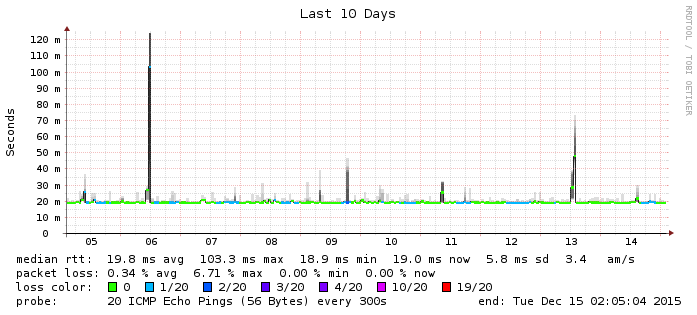 Last 10 Days
RRDTOOL / TOBI OETIKER
Seconds
120 m
110 m
100 m
90 m
80 m
70 m
60 m
50 m
40 m
30 m
20 m
10 m
0
05 06 07 08 09 10 11 12 13 14
median rtt: 19.8 ms avg 103.3 ms max 18.9 ms min 19.0 ms now 5.8 ms sd 3.4 am/s
packet loss: 0.34 % avg 6.71 % max 0.00 % min 0.00 % now
loss color: 0 1/20 2/20 3/20 4/20 10/20 19/20
probe: 20 ICMP Echo Pings (56 Bytes) every 300s end: Tue Dec 15 02:05:04 2015